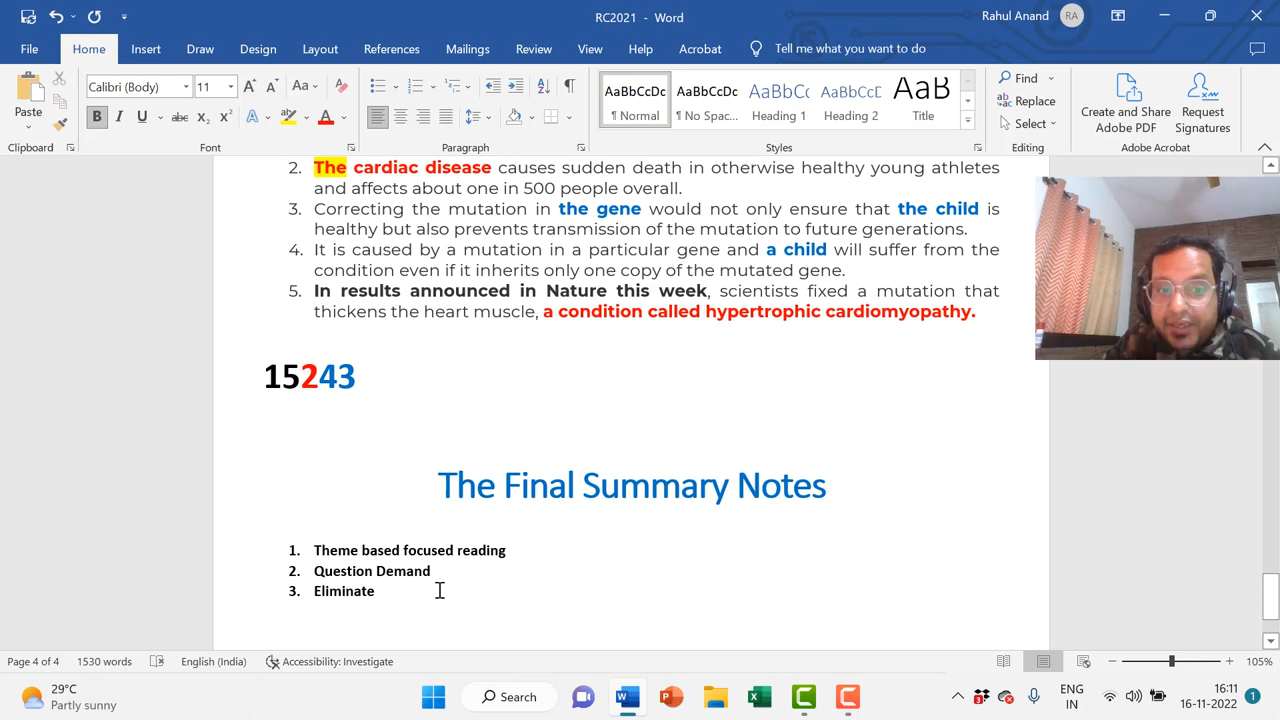 RC2021 - Word
Rahul Anand RA
File Home Insert Draw Design Layout References Mailings Review View Help Acrobat Tell me what you want to do
Calibri (Body) 11 Aa
Paste
B I U abc X2 X2 A A
AaBbCcDc AaBbCcDc AaBbCc AaBbCcD AaB
¶ Normal ¶ No Spac... Heading 1 Heading 2 Title
Find
Replace
Select
Create and Share Adobe PDF
Request Signatures
Clipboard Font Paragraph Styles Editing Adobe Acrobat
2. The cardiac disease causes sudden death in otherwise healthy young athletes
and affects about one in 500 people overall.
3. Correcting the mutation in the gene would not only ensure that the child is
healthy but also prevents transmission of the mutation to future generations.
4. It is caused by a mutation in a particular gene and a child will suffer from the
condition even if it inherits only one copy of the mutated gene.
5. In results announced in Nature this week, scientists fixed a mutation that
thickens the heart muscle, a condition called hypertrophic cardiomyopathy.
15243
The Final Summary Notes
1. Theme based focused reading
2. Question Demand
3. Eliminate
Page 4 of 4 1530 words English (India) Accessibility: Investigate 105%
29°C
Partly sunny
Search
ENG
IN
16:11
16-11-2022
1